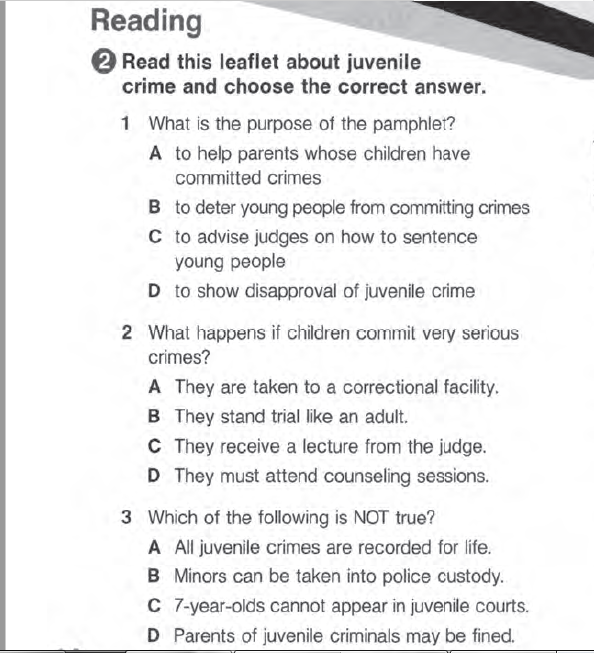 Reading
2 Read this leaflet about juvenile
crime and choose the correct answer.
1 What is the purpose of the pamphlet?
A to help parents whose children have
committed crimes
B to deter young people from committing crimes
C to advise judges on how to sentence
young people
D to show disapproval of juvenile crime
2 What happens if children commit very serious
crimes?
A They are taken to a correctional facility.
B They stand trial like an adult.
C They receive a lecture from the judge.
D They must attend counseling sessions.
3 Which of the following is NOT true?
A All juvenile crimes are recorded for life.
B Minors can be taken into police custody.
C 7-year-olds cannot appear in juvenile courts.
D Parents of juvenile criminals may be fined.